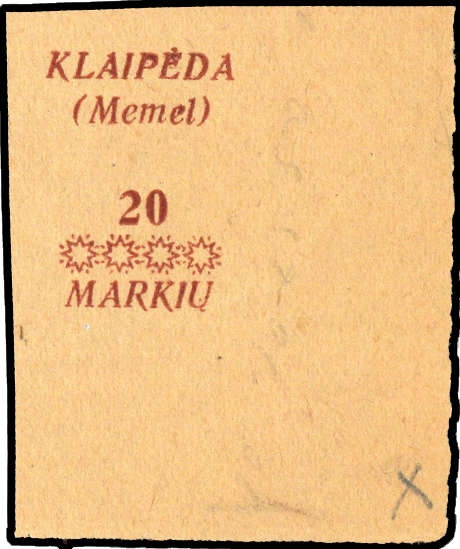 KLAIPĖDA
(Memel)
20
MARKIŲ
X